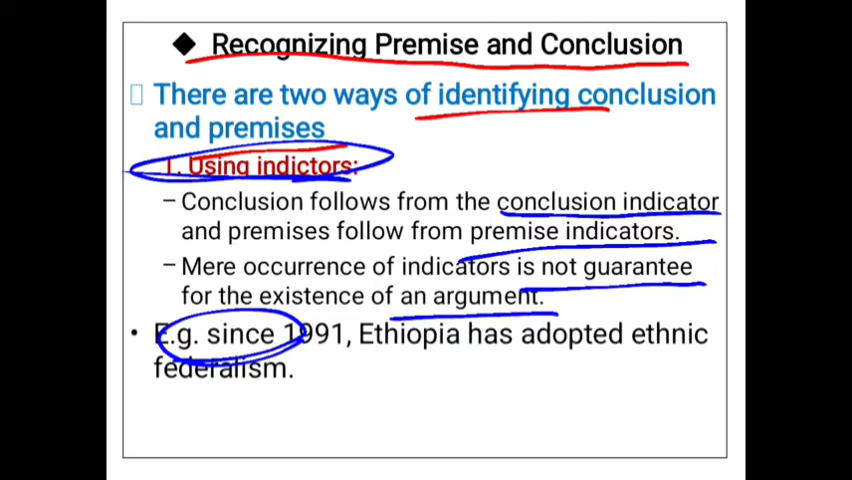 ◆ Recognizing Premise and Conclusion
There are two ways of identifying conclusion
and premises
1. Using indictors:
– Conclusion follows from the conclusion indicator
and premises follow from premise indicators.
– Mere occurrence of indicators is not guarantee
for the existence of an argument.
• E.g. since 1991, Ethiopia has adopted ethnic
federalism.